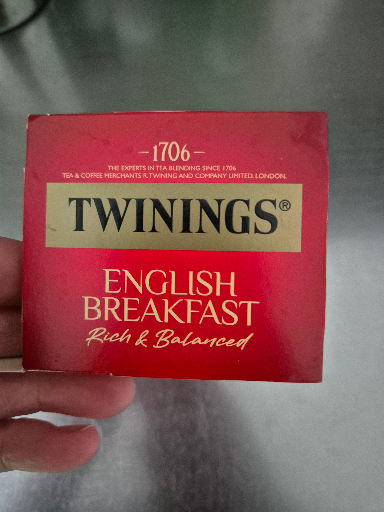 -1706-
THE EXPERTS IN TEA BLENDING SINCE 1706
TEA & COFFEE MERCHANTS R.TWINING AND COMPANY LIMITED, LONDON.
TWININGS®
ENGLISH
BREAKFAST
Rich & Balanced